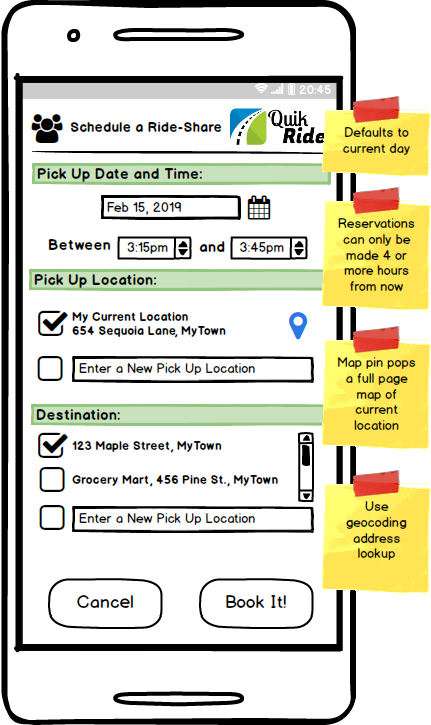 20:45
Schedule a Ride-Share
Quik
Ride
Pick Up Date and Time:
Feb 15, 2019
Between 3:15pm and 3:45pm
Pick Up Location:
My Current Location
654 Sequoia Lane, MyTown
Enter a New Pick Up Location
Destination:
123 Maple Street, MyTown
Grocery Mart, 456 Pine St., MyTown
Enter a New Pick Up Location
Cancel
Book It!
Defaults to
current day
Reservations
can only be
made 4 or
more hours
from now
Map pin pops
a full page
map of
current
location
Use
geocoding
address
lookup